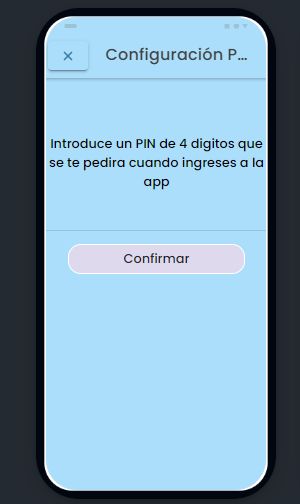 Configuración P...
Introduce un PIN de 4 digitos que
se te pedira cuando ingreses a la
app
Confirmar